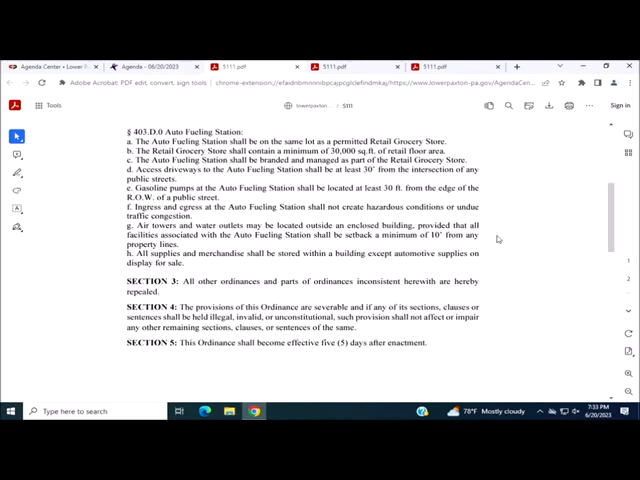 Agenda Center • Lower P
Agenda - 06/20/2023
5111.pdf
5111.pdf
5111.pdf
Adobe Acrobat: PDF edit, convert, sign tools
chrome-extension://efaidnbmnnnibpcajpcglclefindmkaj/https://www.lowerpaxton-pa.gov/AgendaCen...
Tools
lowerpaxton
5111
Sign in
§ 403.D.0 Auto Fueling Station:
a. The Auto Fueling Station shall be on the same lot as a permitted Retail Grocery Store.
b. The Retail Grocery Store shall contain a minimum of 30,000 sq.ft. of retail floor area.
c. The Auto Fueling Station shall be branded and managed as part of the Retail Grocery Store.
d. Access driveways to the Auto Fueling Station shall be at least 30' from the intersection of any
public streets.
e. Gasoline pumps at the Auto Fueling Station shall be located at least 30 ft. from the edge of the
R.O.W. of a public street.
f. Ingress and egress at the Auto Fueling Station shall not create hazardous conditions or undue
traffic congestion.
g. Air towers and water outlets may be located outside an enclosed building, provided that all
facilities associated with the Auto Fueling Station shall be setback a minimum of 10' from any
property lines.
h. All supplies and merchandise shall be stored within a building except automotive supplies on
display for sale.
SECTION 3: All other ordinances and parts of ordinances inconsistent herewith are hereby
repealed.
SECTION 4: The provisions of this Ordinance are severable and if any of its sections, clauses or
sentences shall be held illegal, invalid, or unconstitutional, such provision shall not affect or impair
any other remaining sections, clauses, or sentences of the same.
SECTION 5: This Ordinance shall become effective five (5) days after enactment.
1
2
Type here to search
78°F Mostly cloudy
7:33 PM
6/20/2023